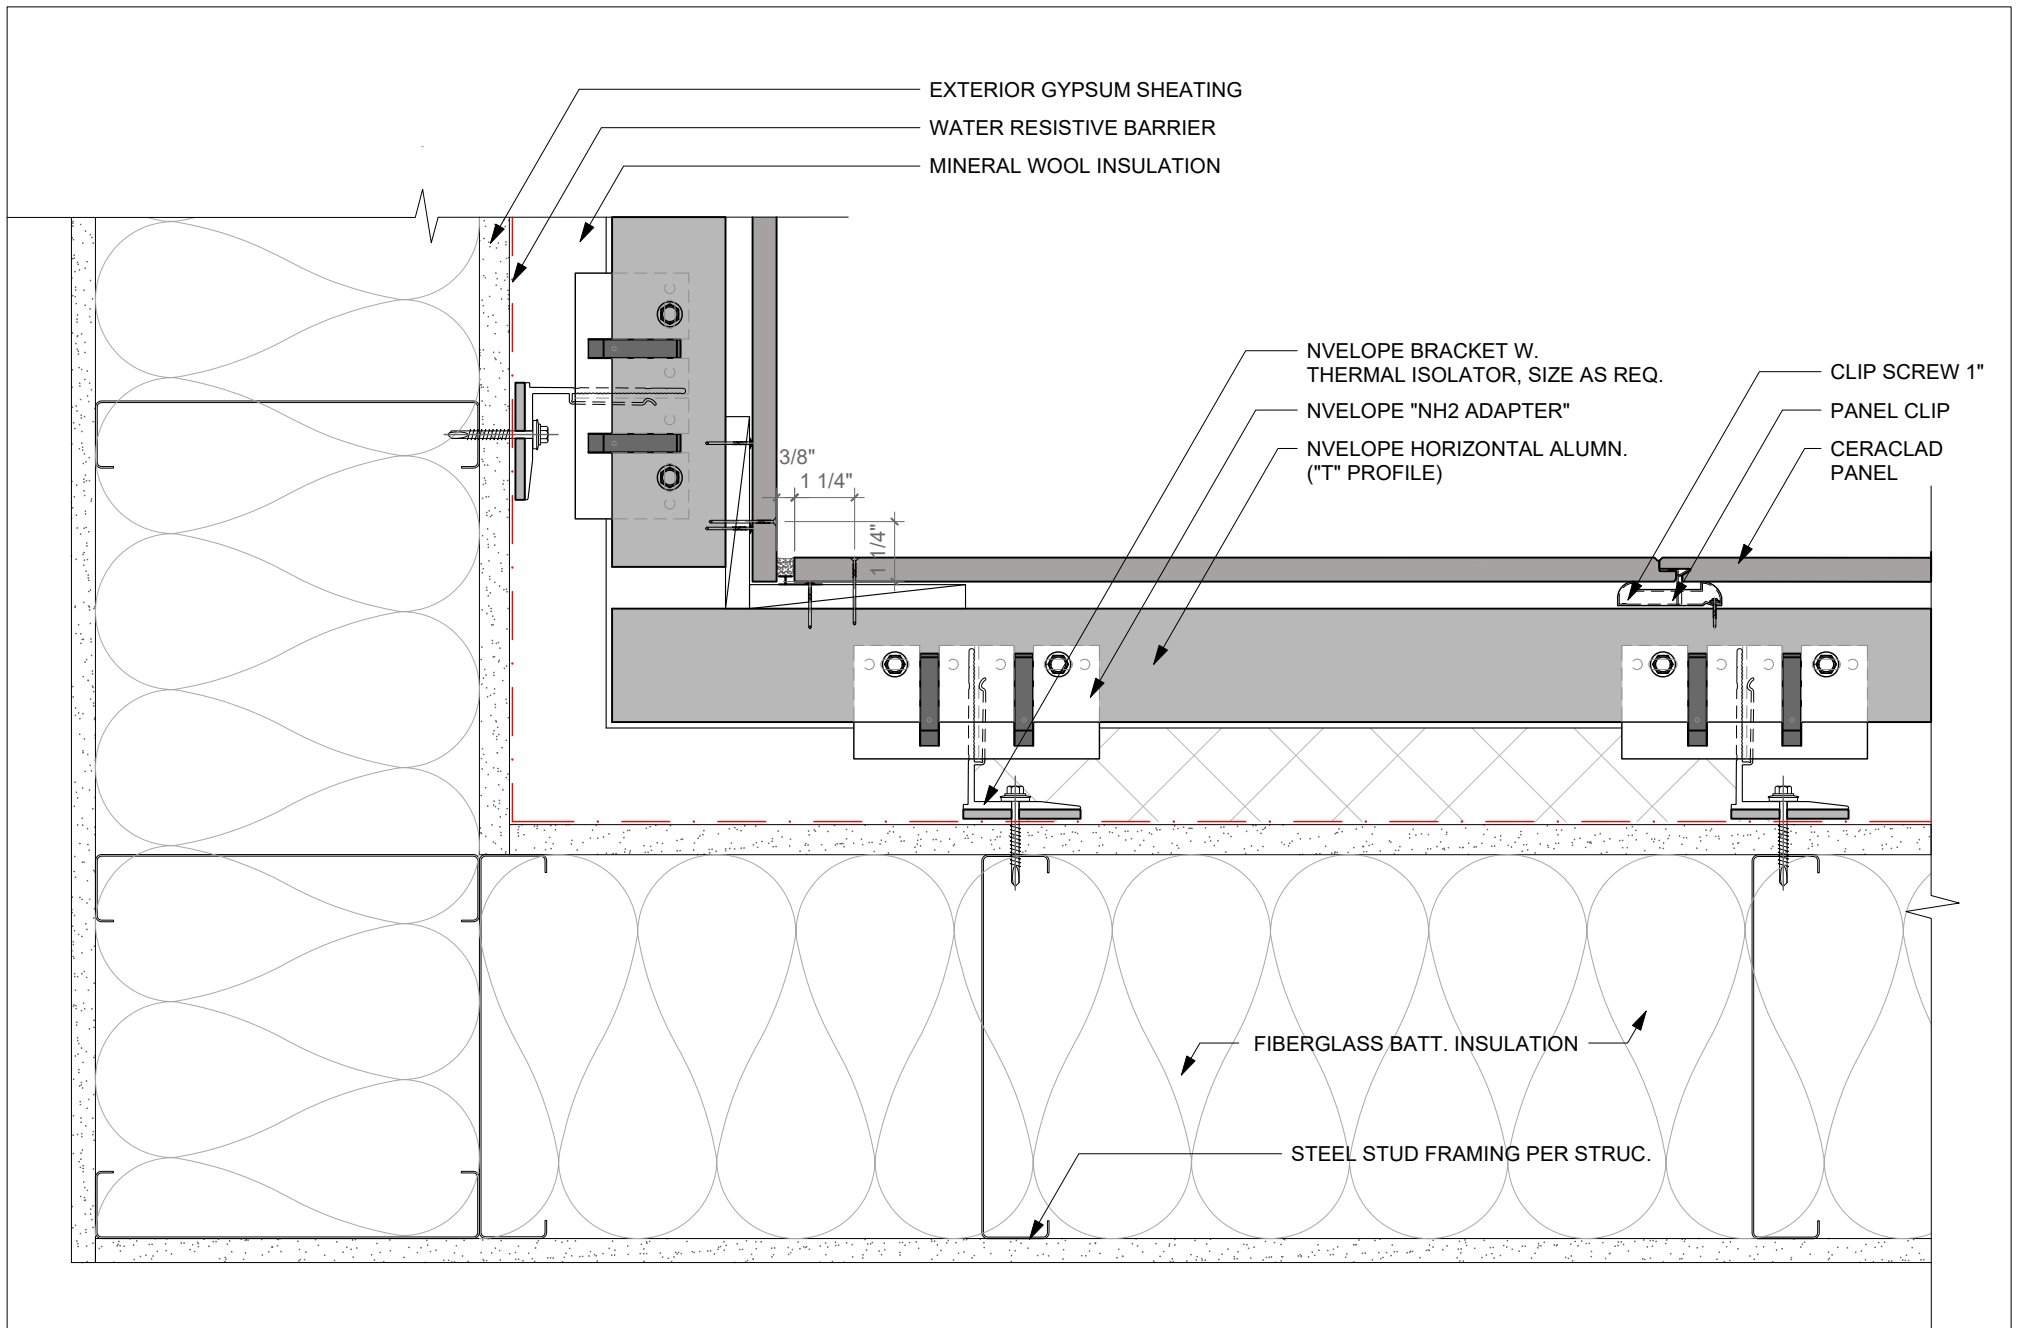 EXTERIOR GYPSUM SHEATING
WATER RESISTIVE BARRIER
MINERAL WOOL INSULATION
NVELOPE BRACKET W.
THERMAL ISOLATOR, SIZE AS REQ.
NVELOPE "NH2 ADAPTER"
NVELOPE HORIZONTAL ALUMN.
("T" PROFILE)
CLIP SCREW 1"
PANEL CLIP
CERACLAD
PANEL
3/8"
1 1/4"
1 1/4"
FIBERGLASS BATT. INSULATION
STEEL STUD FRAMING PER STRUC.